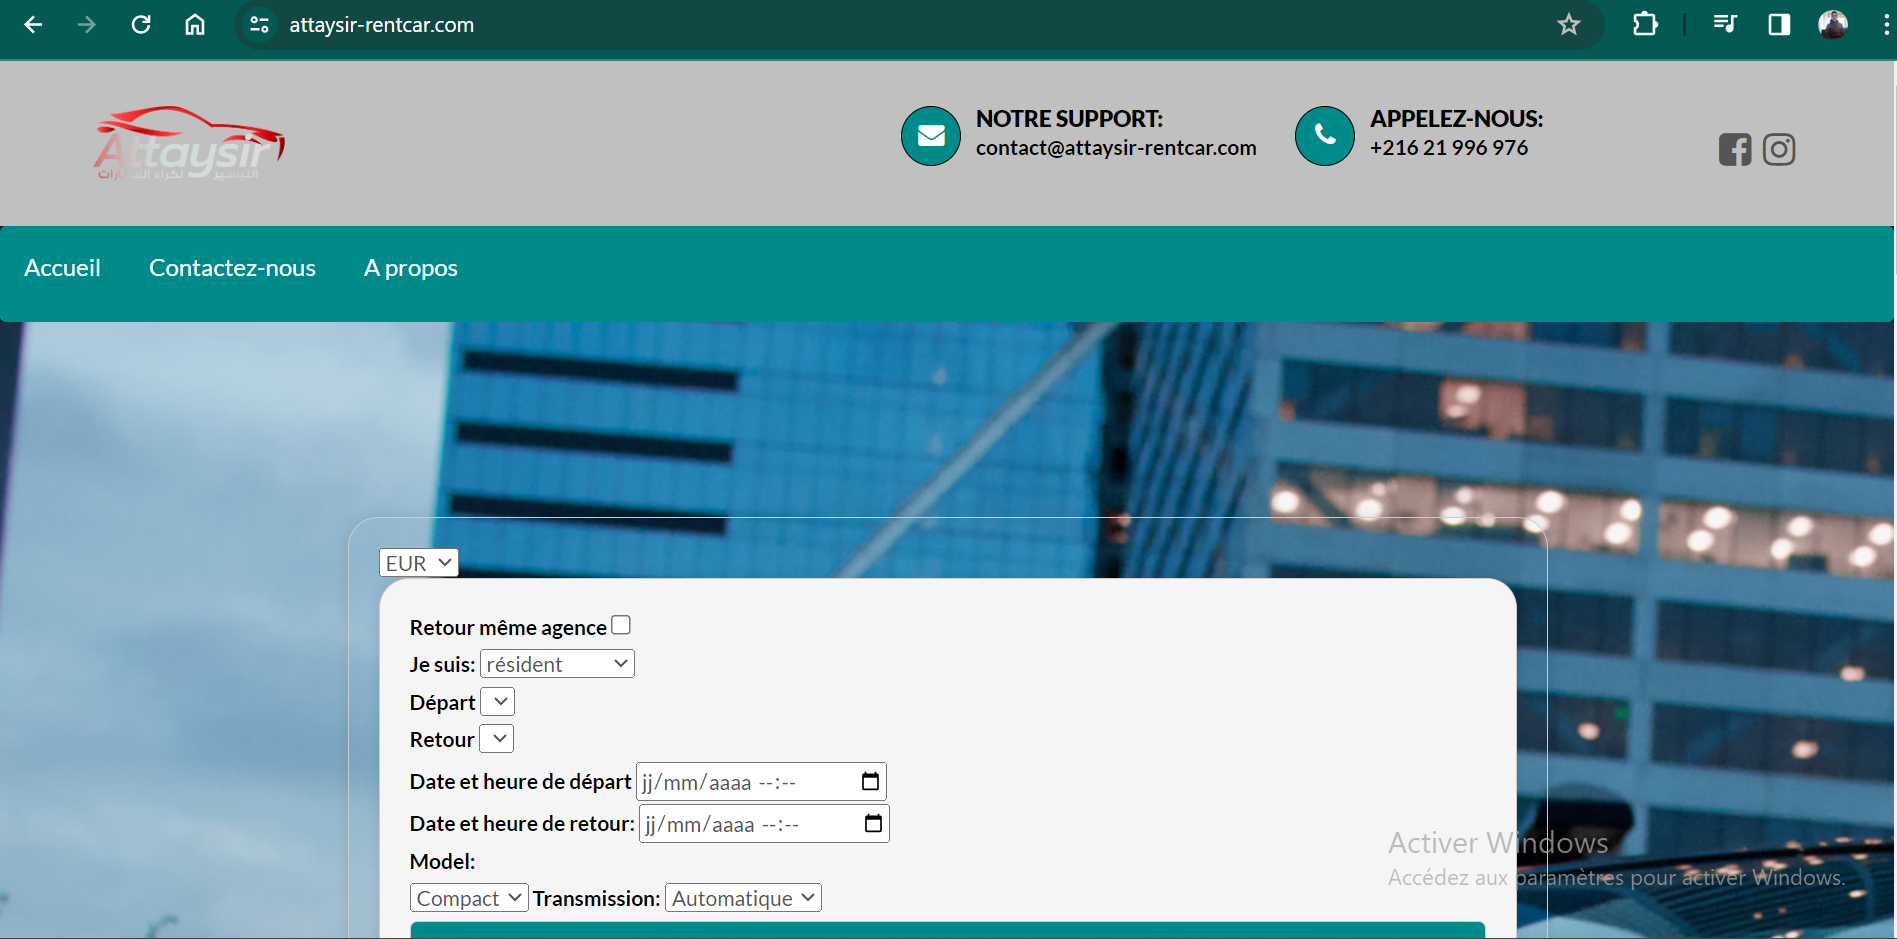 attaysir-rentcar.com
Attaysir
التيسير لكراء السيارات
NOTRE SUPPORT:
contact@attaysir-rentcar.com
APPELEZ-NOUS:
+216 21 996 976
Accueil
Contactez-nous
A propos
EUR
Retour même agence
Je suis: résident
Départ
Retour
Date et heure de départ jj/mm/aaaa --:--
Date et heure de retour: jj/mm/aaaa --:--
Model:
Compact Transmission: Automatique
Activer Windows
Accédez aux paramètres pour activer Windows.